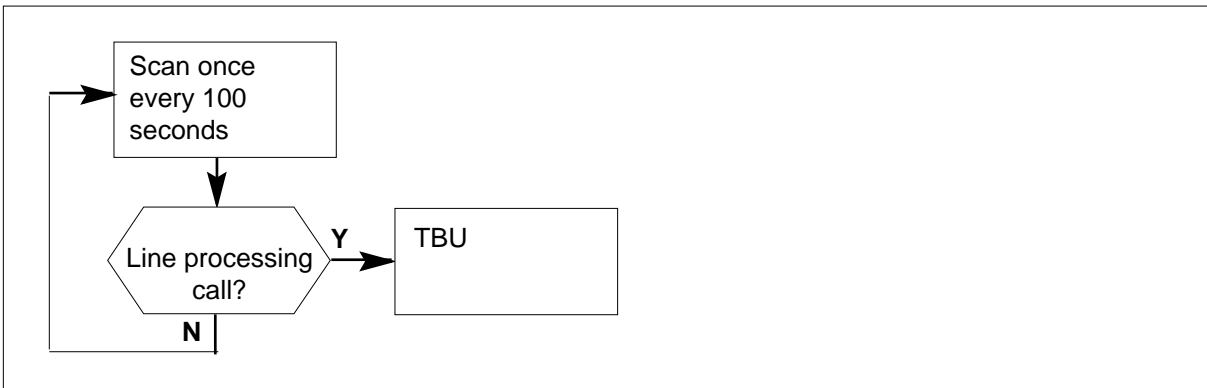 Scan once
every 100
seconds
Line processing
call?
Y
TBU
N